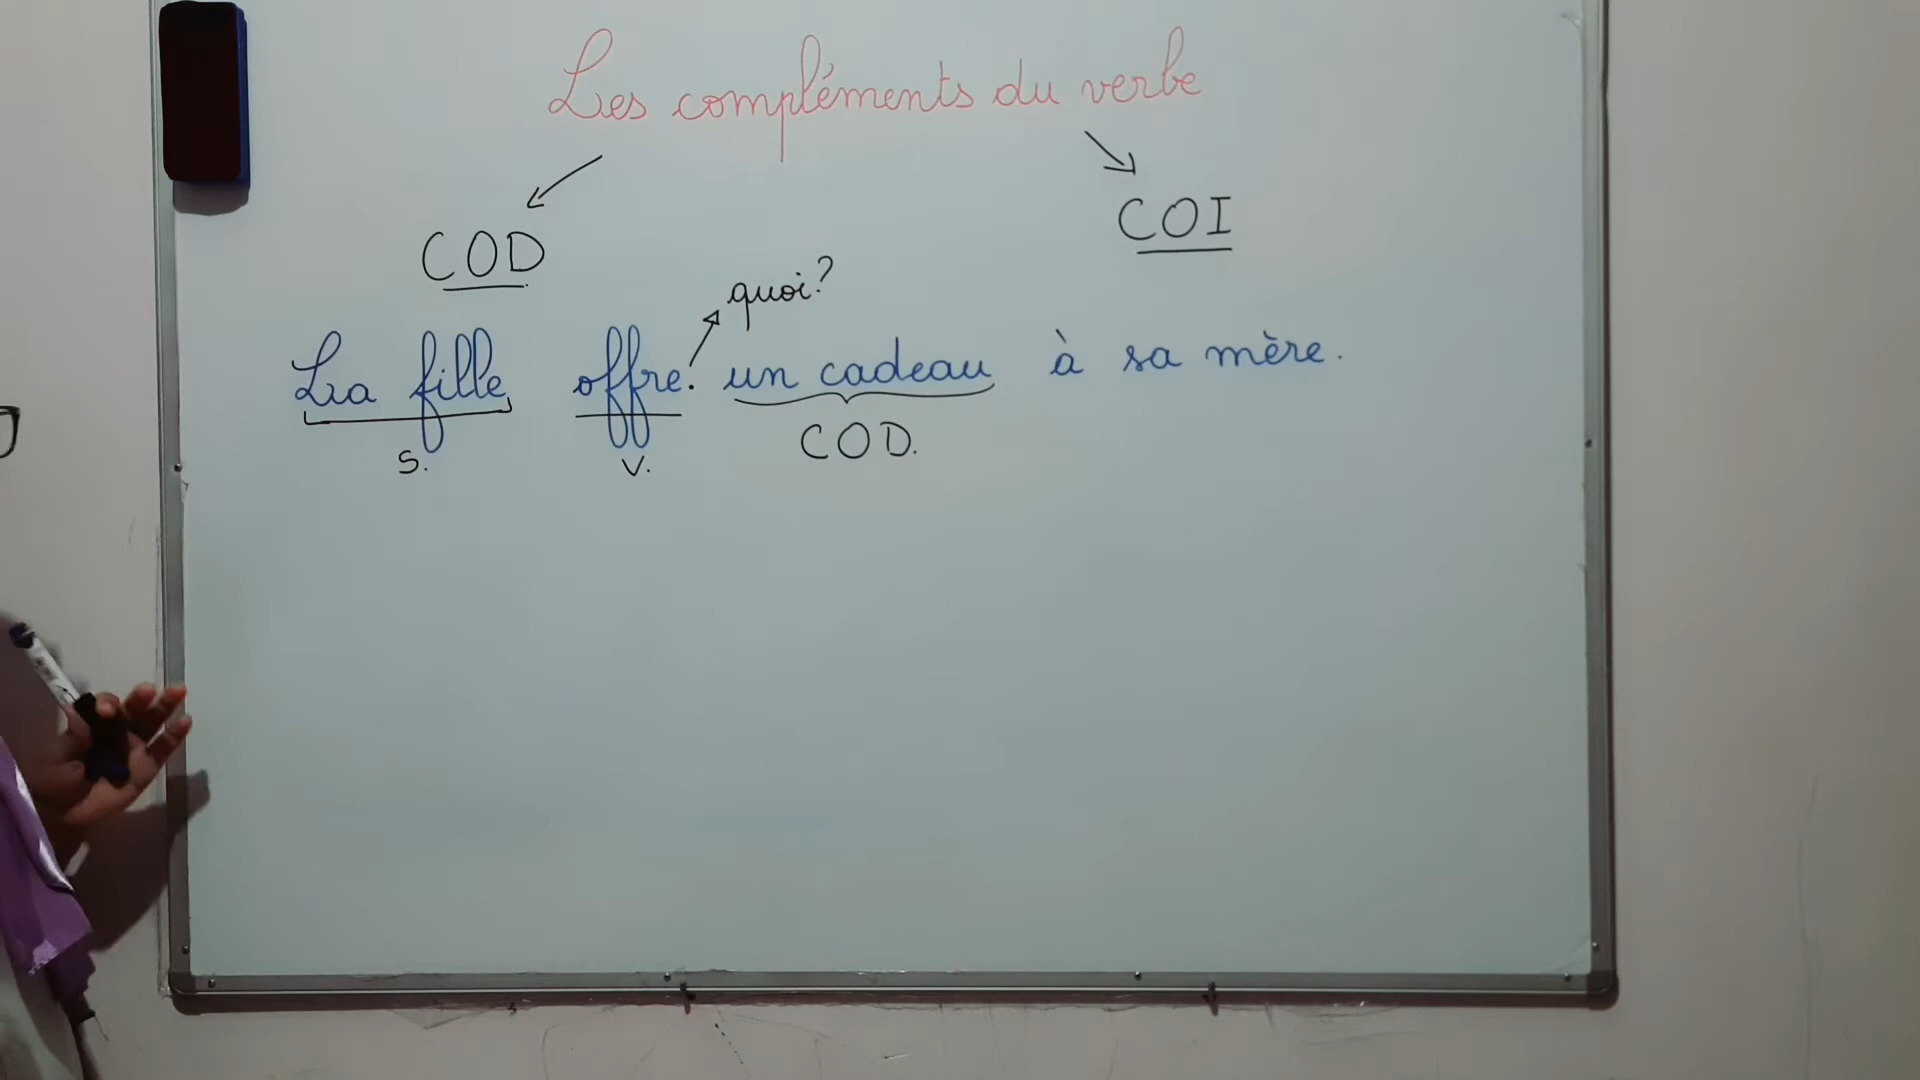 Les compléments du verbe
COD
COI
quoi?
La fille offre. un cadeau à sa mère.
S. V. COD.